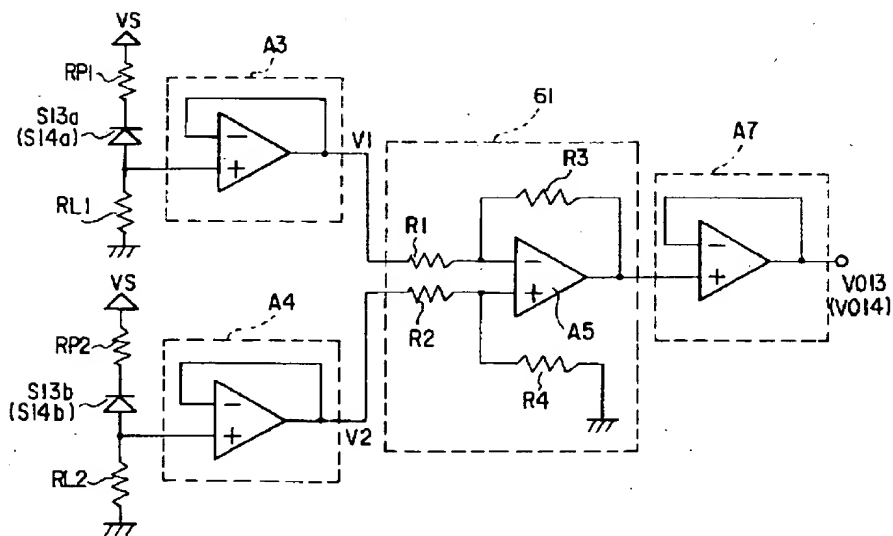 VS
RP1
S13a
(S14a)
RL1
A3
V1
VS
RP2
S13b
(S14b)
RL2
A4
V2
61
R1
R2
R3
A5
R4
A7
V013
(V014)